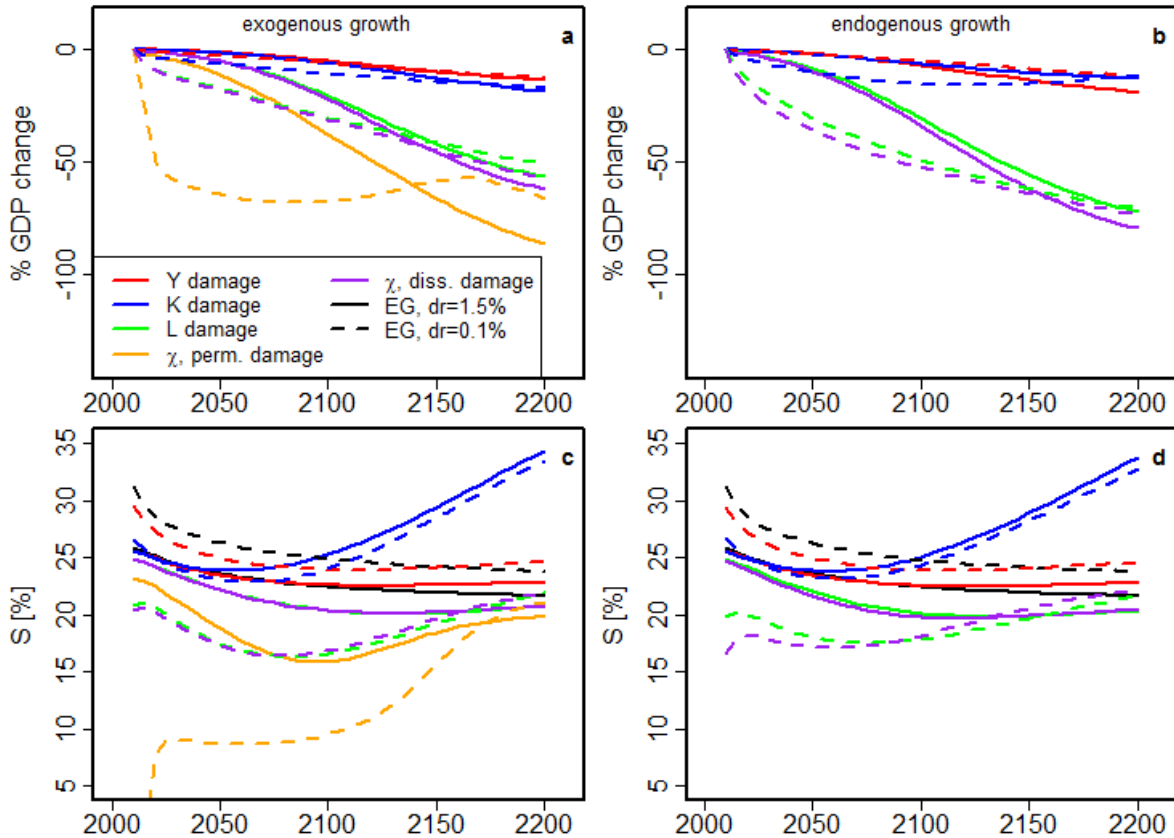 exogenous growth
a
endogenous growth
b
% GDP change
0
-50
-100
% GDP change
0
-50
-100
Y damage
K damage
L damage
χ, perm. damage
χ, diss. damage
EG, dr=1.5%
EG, dr=0.1%
2000 2050 2100 2150 2200
2000 2050 2100 2150 2200
c
d
S [%]
35
30
25
20
15
10
5
S [%]
35
30
25
20
15
10
5
2000 2050 2100 2150 2200
2000 2050 2100 2150 2200